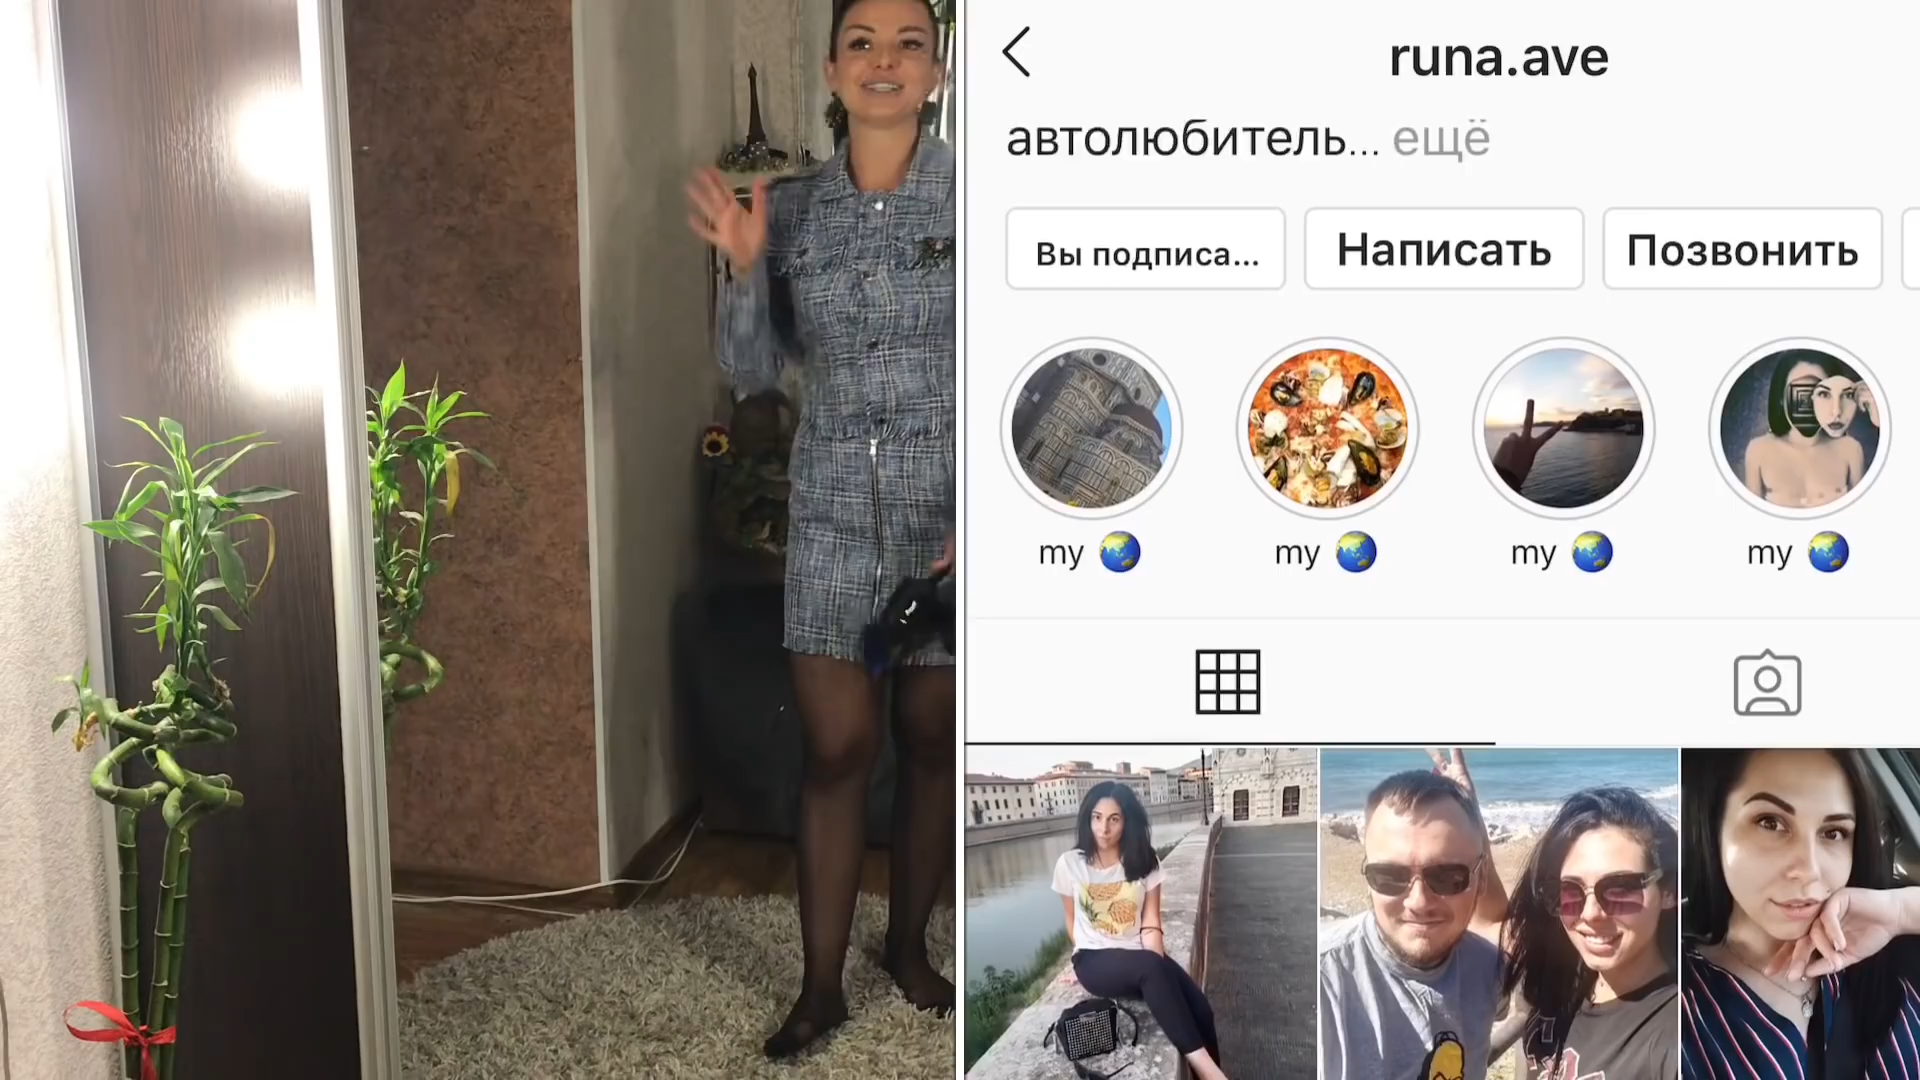 runa.ave
автолюбитель... ещё
Вы подписа...
Написать
Позвонить
my
my
my
my